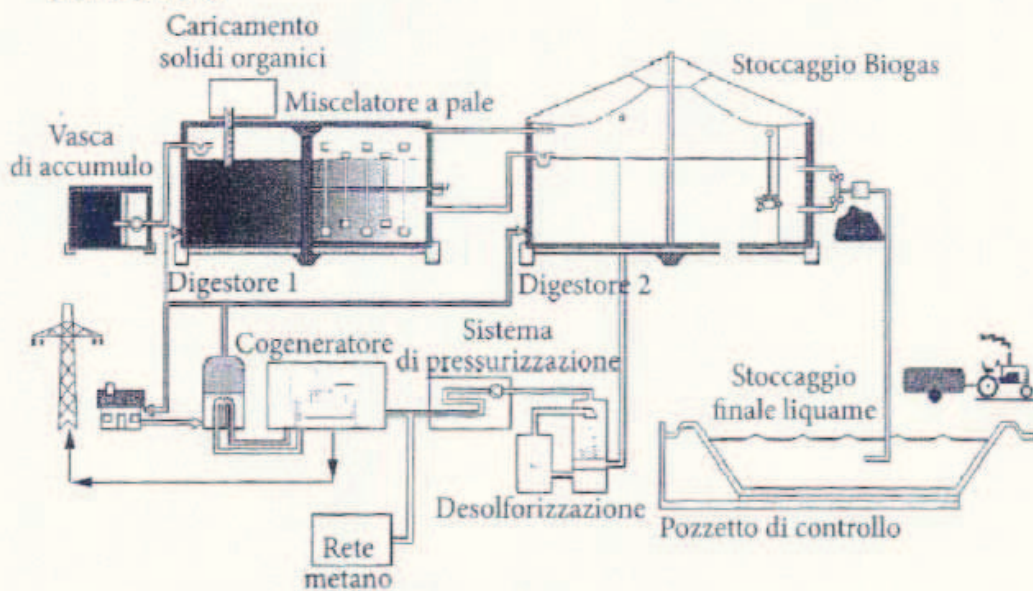 Caricamento
solidi organici
Miscelatore a pale
Stoccaggio Biogas
Vasca
di accumulo
Digestore 1
Digestore 2
Cogeneratore
Sistema
di pressurizzazione
Stoccaggio
finale liquame
Desolforizzazione
Pozzetto di controllo
Rete
metano